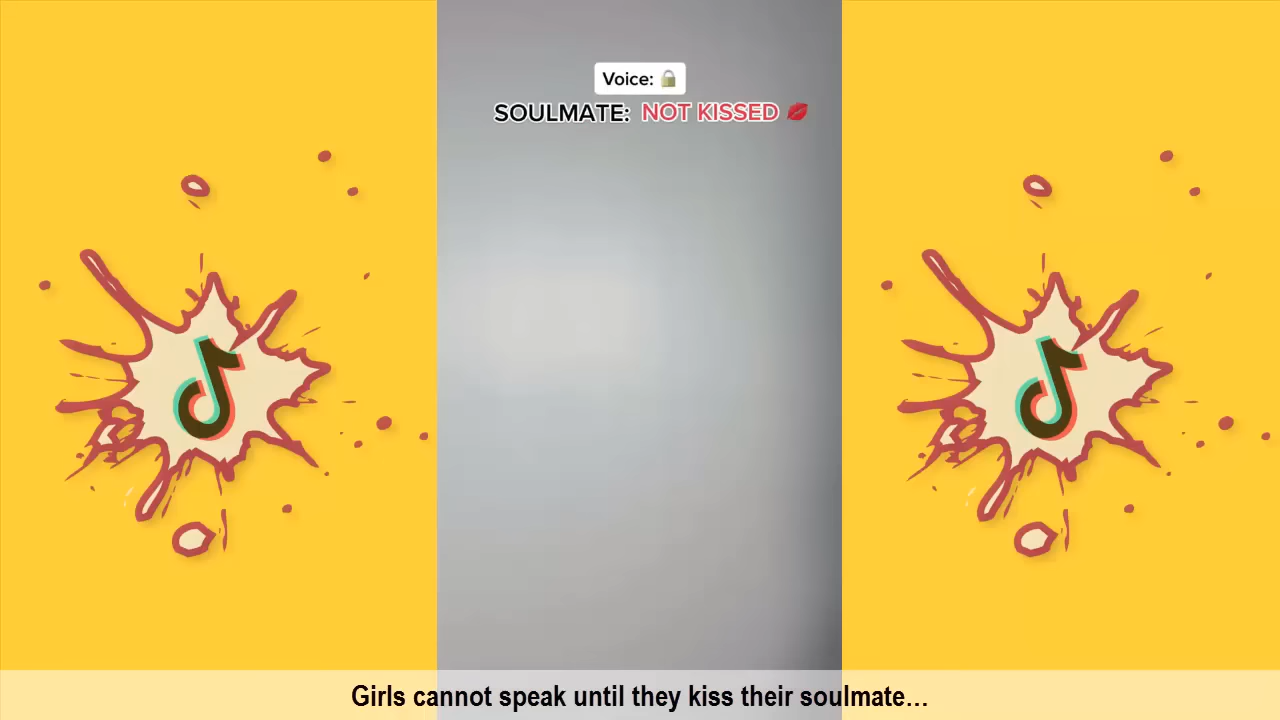 Voice: 🔒
SOULMATE: NOT KISSED 💋
Girls cannot speak until they kiss their soulmate…